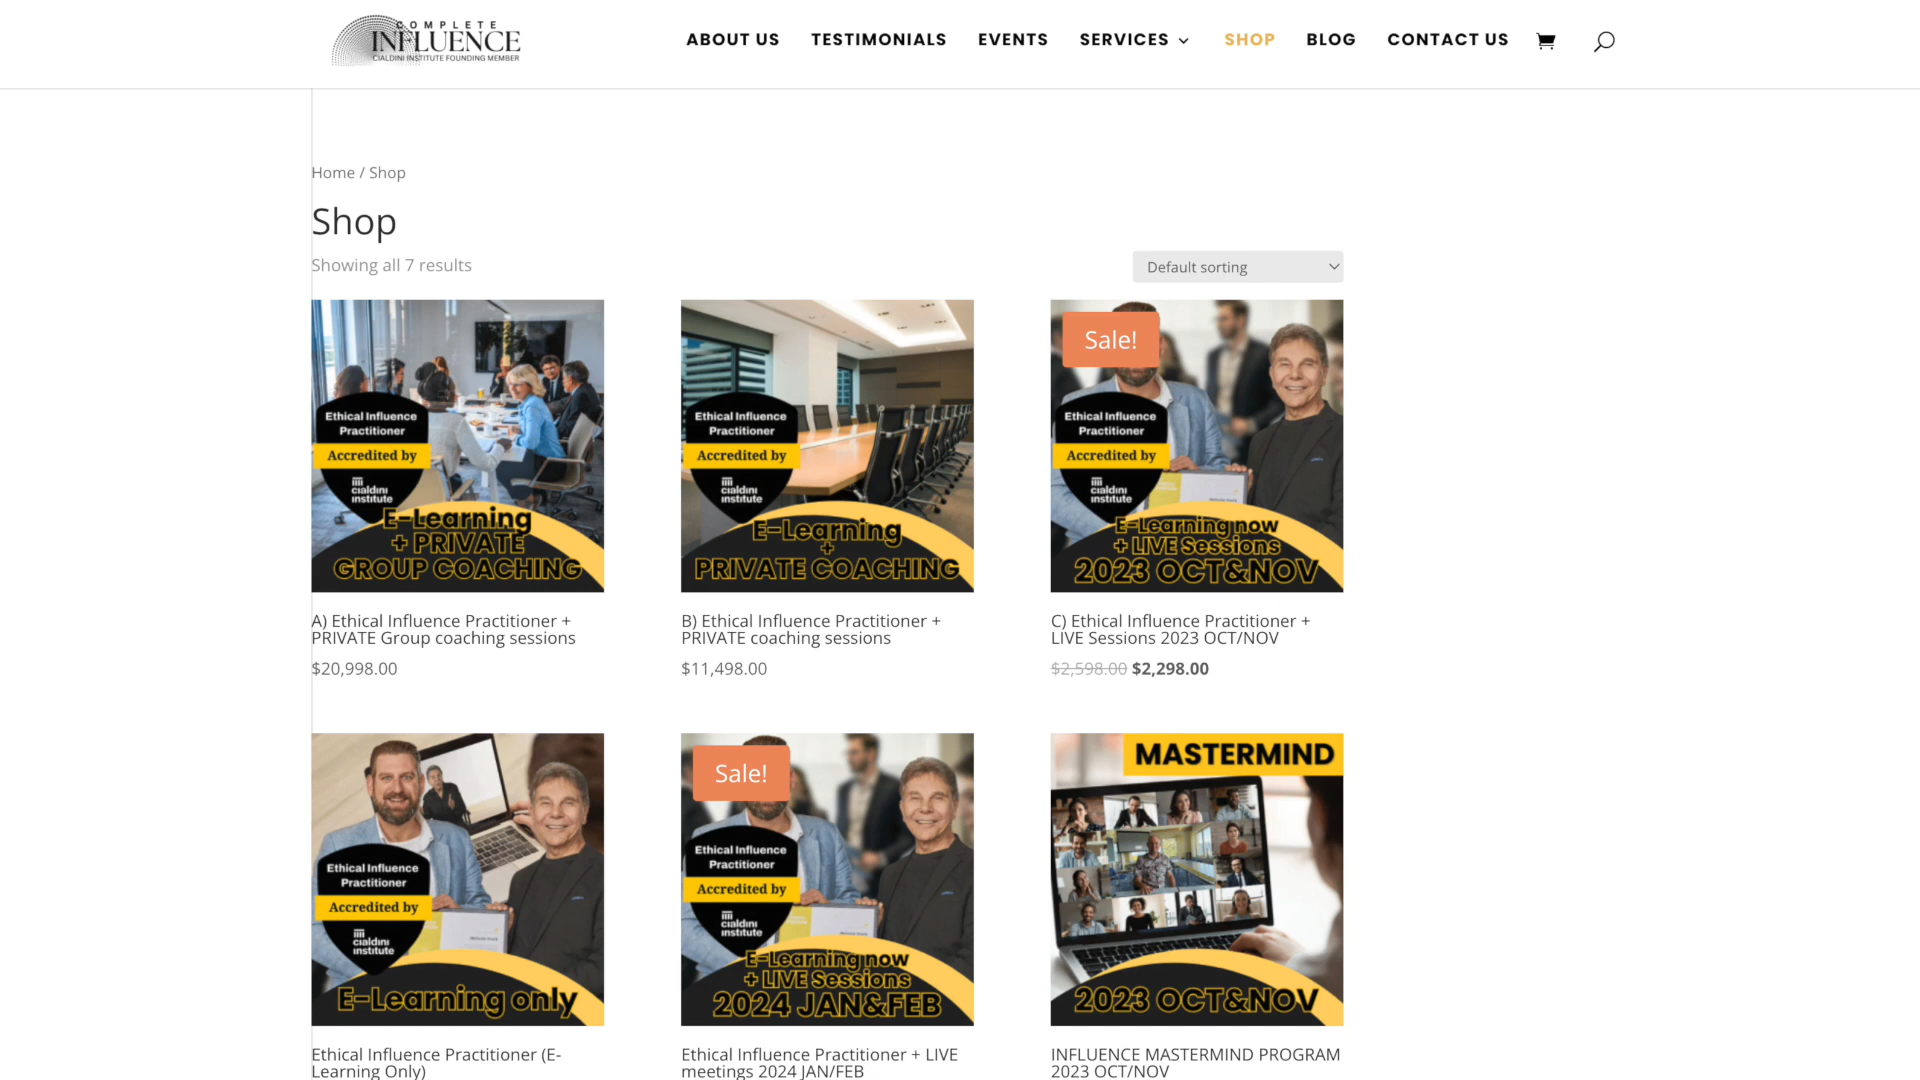 COMPLETE
INFLUENCE
CIALDINI INSTITUTE FOUNDING MEMBER
ABOUT US
TESTIMONIALS
EVENTS
SERVICES
SHOP
BLOG
CONTACT US
Home / Shop
Shop
Showing all 7 results
Default sorting
Ethical Influence
Practitioner
Accredited by
cialdini
institute
E-Learning
+ PRIVATE
GROUP COACHING
Ethical Influence
Practitioner
Accredited by
cialdini
institute
E-Learning
+
PRIVATE COACHING
Sale!
Ethical Influence
Practitioner
Accredited by
cialdini
institute
E-Learning now
+ LIVE Sessions
2023 OCT&NOV
A) Ethical Influence Practitioner +
PRIVATE Group coaching sessions
$20,998.00
B) Ethical Influence Practitioner +
PRIVATE coaching sessions
$11,498.00
C) Ethical Influence Practitioner +
LIVE Sessions 2023 OCT/NOV
$2,598.00 $2,298.00
Ethical Influence
Practitioner
Accredited by
cialdini
institute
E-Learning only
Sale!
Ethical Influence
Practitioner
Accredited by
cialdini
institute
E-Learning now
+ LIVE Sessions
2024 JAN&FEB
MASTERMIND
2023 OCT&NOV
Ethical Influence Practitioner (E-
Learning Only)
Ethical Influence Practitioner + LIVE
meetings 2024 JAN/FEB
INFLUENCE MASTERMIND PROGRAM
2023 OCT/NOV